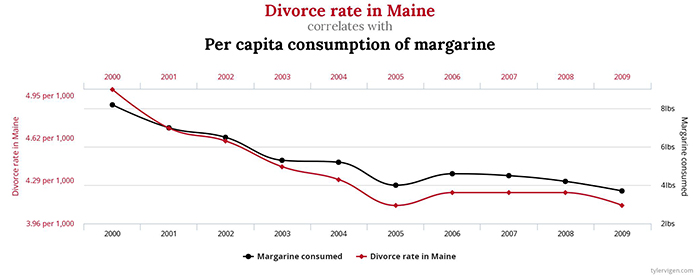 Divorce rate in Maine
correlates with
Per capita consumption of margarine
2000 2001 2002 2003 2004 2005 2006 2007 2008 2009
4.95 per 1,000
4.62 per 1,000
4.29 per 1,000
3.96 per 1,000
Divorce rate in Maine
8lbs
6lbs
4lbs
2lbs
Margarine consumed
2000 2001 2002 2003 2004 2005 2006 2007 2008 2009
Margarine consumed Divorce rate in Maine
tylervigen.com